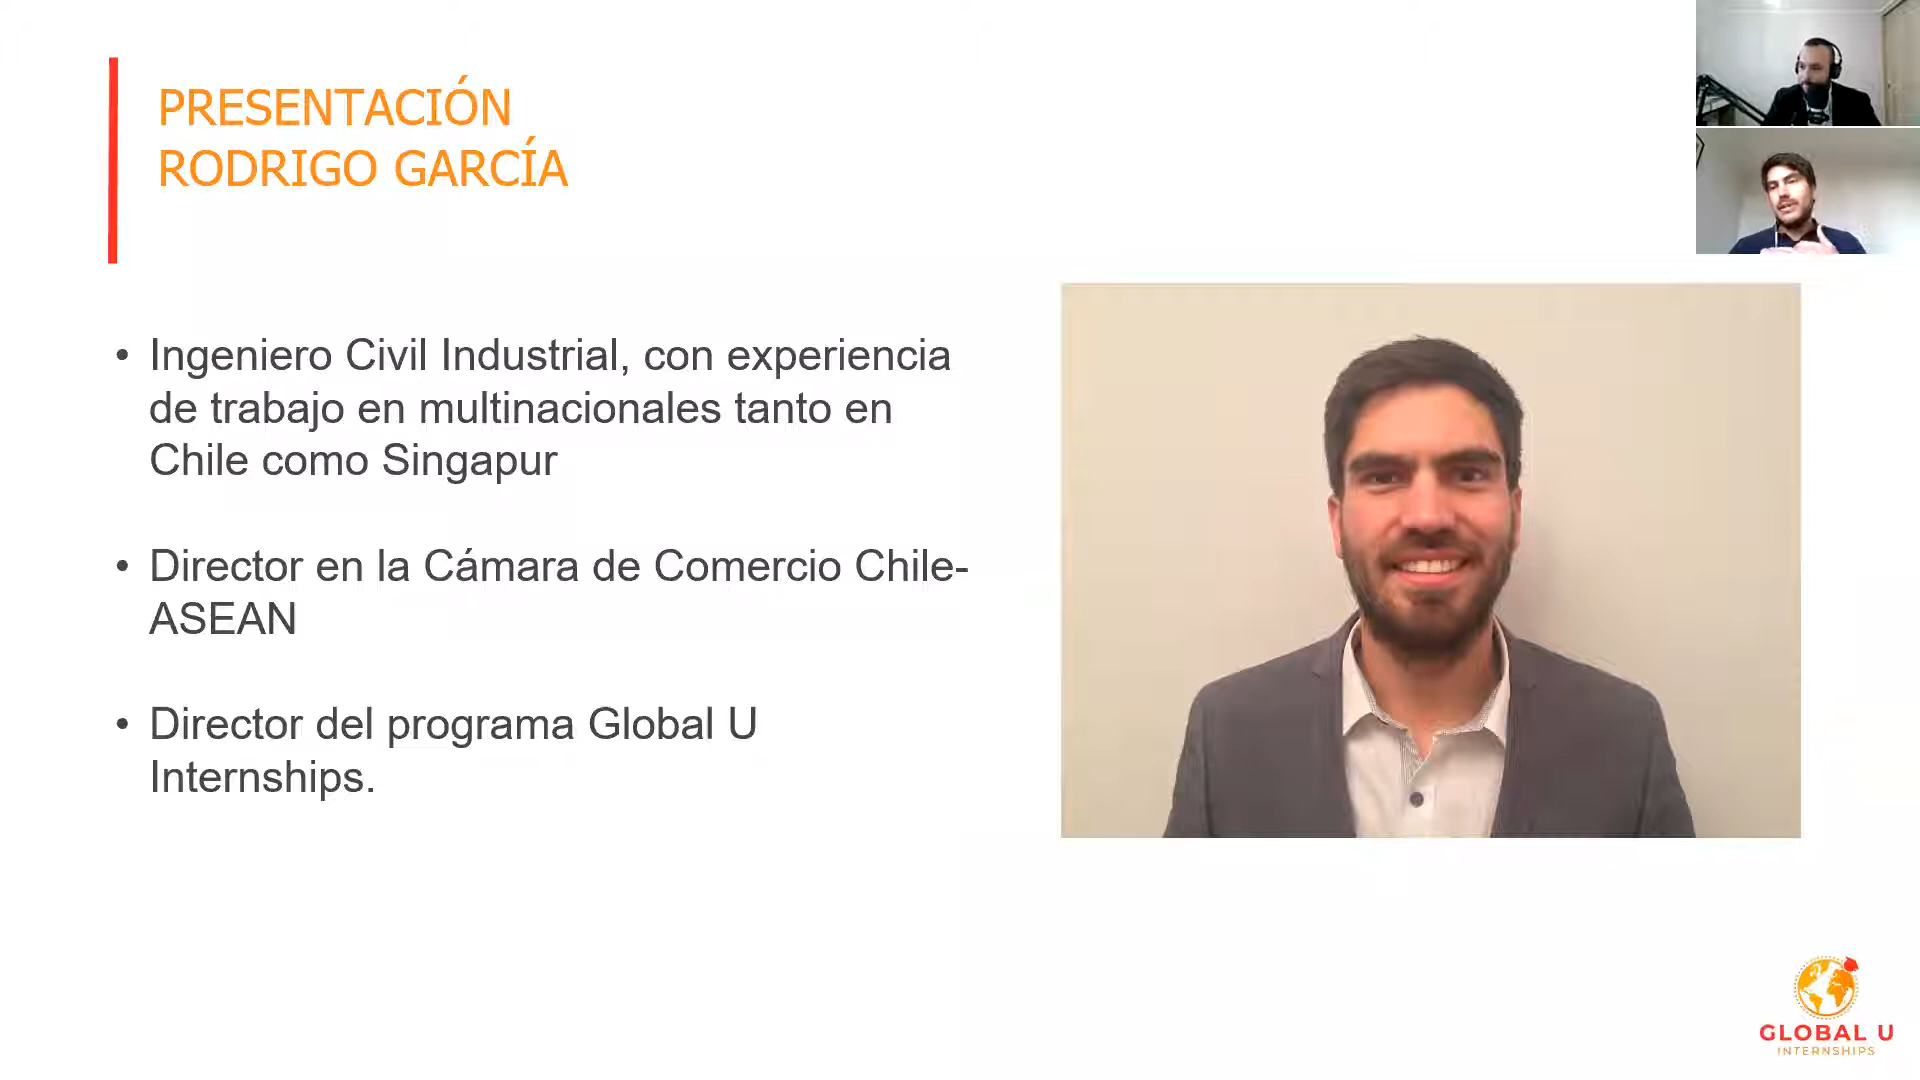 PRESENTACIÓN
RODRIGO GARCÍA
• Ingeniero Civil Industrial, con experiencia
de trabajo en multinacionales tanto en
Chile como Singapur
• Director en la Cámara de Comercio Chile-
ASEAN
• Director del programa Global U
Internships.
GLOBAL U
INTERNSHIPS